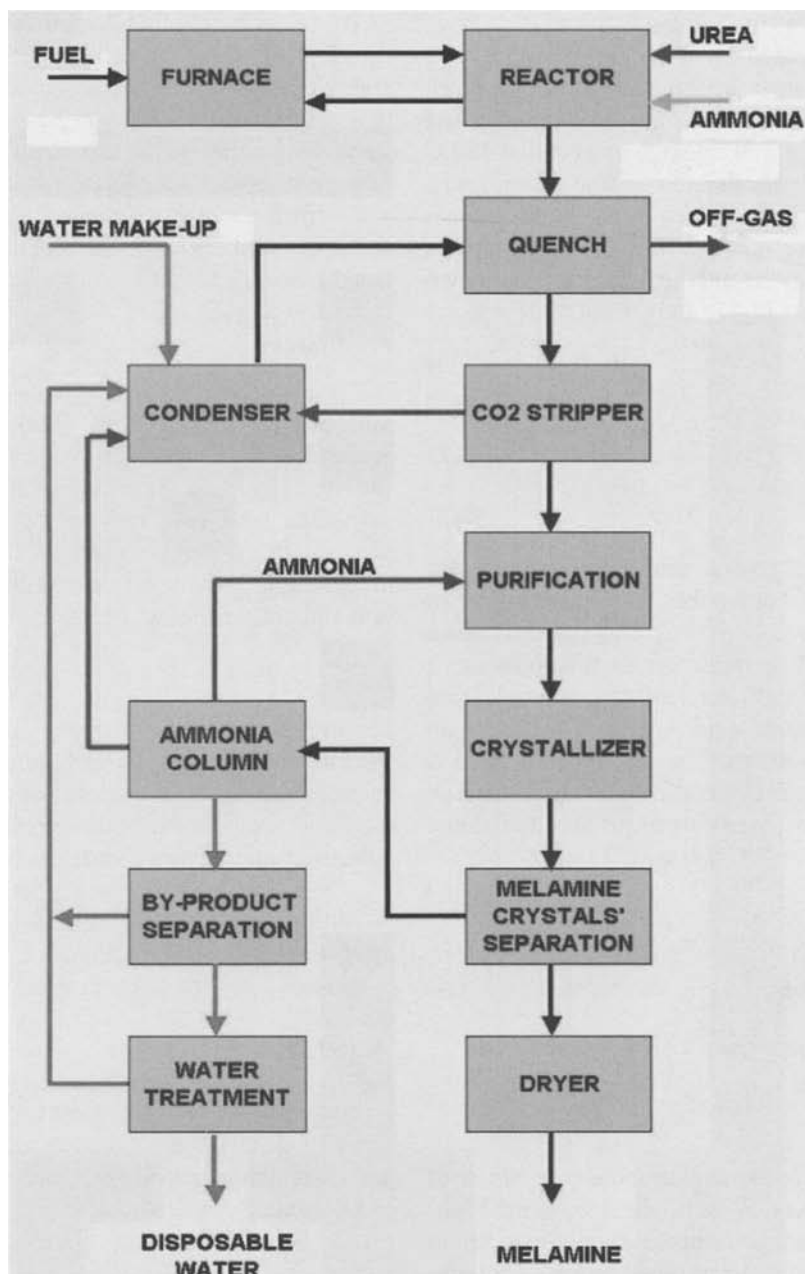 FUEL
FURNACE
REACTOR
UREA
AMMONIA
WATER MAKE-UP
QUENCH
OFF-GAS
CONDENSER
CO2 STRIPPER
AMMONIA
PURIFICATION
AMMONIA
COLUMN
CRYSTALLIZER
BY-PRODUCT
SEPARATION
MELAMINE
CRYSTALS'
SEPARATION
WATER
TREATMENT
DRYER
DISPOSABLE
WATER
MELAMINE